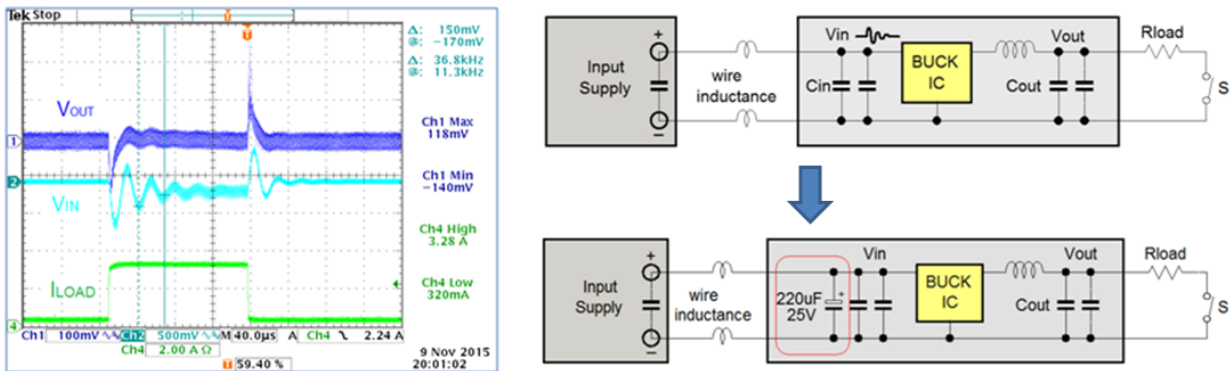 Tek Stop
T
T
Δ: 150mV
@: −170mV
Δ: 36.8kHz
@: 11.3kHz
VOUT
1
Ch1 Max
118mV
2
Ch1 Min
−140mV
VIN
Ch4 High
3.28 A
ILOAD
Ch4 Low
320mA
4
Ch1 100mV Ch2 500mV M 40.0µs A Ch4 2.24 A
Ch4 2.00 A Ω
T 59.40 %
9 Nov 2015
20:01:02
Input
Supply
+
−
wire
inductance
Vin
Cin
BUCK
IC
Vout
Cout
Rload
S
Input
Supply
+
−
wire
inductance
220uF
25V
+
Vin
BUCK
IC
Vout
Cout
Rload
S